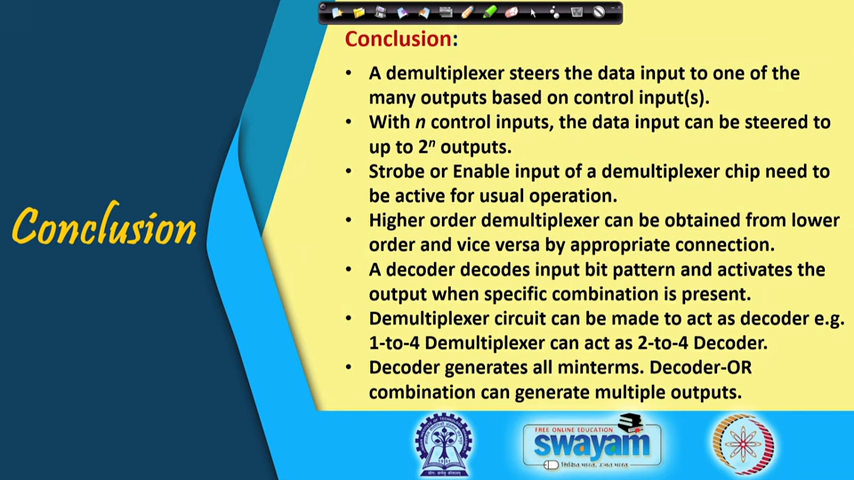 Conclusion:
• A demultiplexer steers the data input to one of the
many outputs based on control input(s).
• With n control inputs, the data input can be steered to
up to 2ⁿ outputs.
• Strobe or Enable input of a demultiplexer chip need to
be active for usual operation.
• Higher order demultiplexer can be obtained from lower
order and vice versa by appropriate connection.
• A decoder decodes input bit pattern and activates the
output when specific combination is present.
• Demultiplexer circuit can be made to act as decoder e.g.
1-to-4 Demultiplexer can act as 2-to-4 Decoder.
• Decoder generates all minterms. Decoder-OR
combination can generate multiple outputs.
Conclusion
FREE ONLINE EDUCATION
swayam